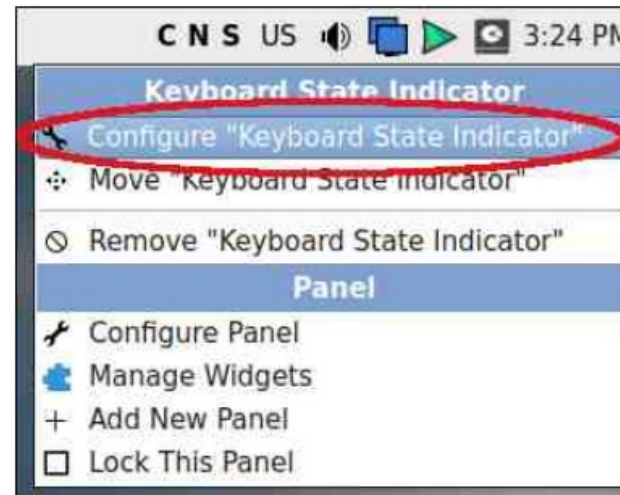 C N S US 3:24 PM
Keyboard State Indicator
Configure "Keyboard State Indicator"
Move "Keyboard State Indicator"
Remove "Keyboard State Indicator"
Panel
Configure Panel
Manage Widgets
Add New Panel
Lock This Panel